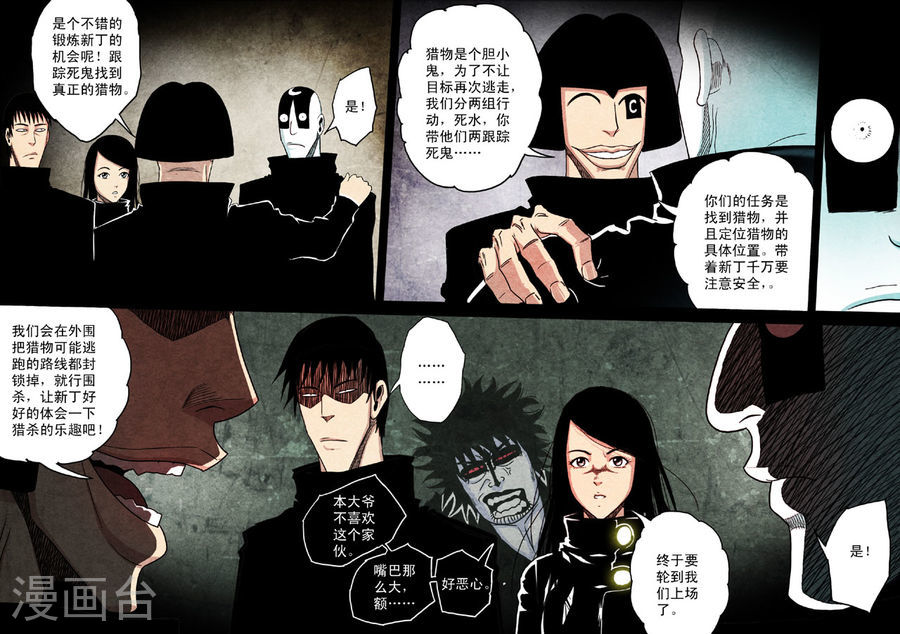 是个不错的
锻炼新丁的
机会呢！跟
踪死鬼找到
真正的猎物。
是！
猎物是个胆小
鬼，为了不让
目标再次逃走，
我们分两组行
动，死水，你
带他们两跟踪
死鬼……
C
你们的任务是
找到猎物，并
且定位猎物的
具体位置。带
着新丁千万要
注意安全，。
我们会在外围
把猎物可能逃
跑的路线都封
锁掉，就行围
杀，让新丁好
好的体会一下
猎杀的乐趣吧！
……
……
本大爷
不喜欢
这个家
伙。
嘴巴那
么大，
额……
好恶心。
终于要
轮到我
们上场
了。
是！
漫画台